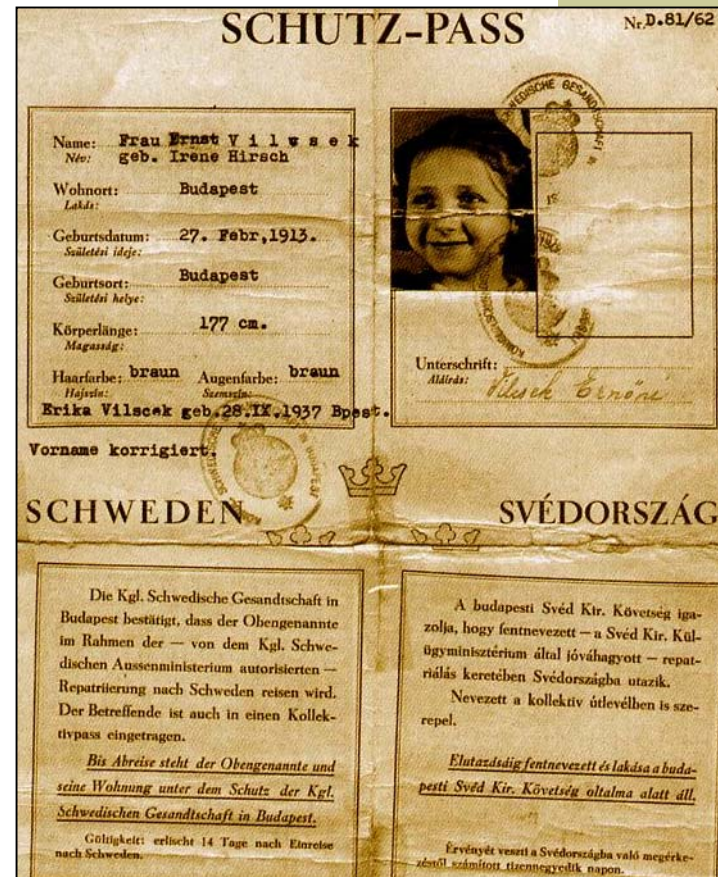 SCHUTZ-PASS
Nr. D.81/62
Name: Frau Ernst Vilwsek
Név: geb. Irene Hirsch
Wohnort: Budapest
Lakás:
Geburtsdatum: 27. Febr,1913.
Születési ideje:
Geburtsort: Budapest
Születési helye:
Körperlänge: 177 cm.
Magasság:
Haarfarbe: braun Augenfarbe: braun
Hajszín: Szemszín:
Erika Vilscek geb.28.IX.1937 Bpest.
Vorname korrigiert.
Unterschrift:
Aláírás: Vilsek Ernőné
SCHWEDEN
SVÉDORSZÁG
Die Kgl. Schwedische Gesandtschaft in
Budapest bestätigt, dass der Obengenannte
im Rahmen der — von dem Kgl. Schwe-
dischen Aussenministerium autorisierten —
Repatriierung nach Schweden reisen wird.
Der Betreffende ist auch in einen Kollek-
tivpass eingetragen.
Bis Abreise steht der Obengenannte und
seine Wohnung unter dem Schutz der Kgl.
Schwedischen Gesandtschaft in Budapest.
Gültigkeit: erlischt 14 Tage nach Einreise
nach Schweden.
A budapesti Svéd Kir. Követség iga-
zolja, hogy fentnevezett — a Svéd Kir. Kül-
ügyminisztérium által jóváhagyott — repat-
riálás keretében Svédországba utazik.
Nevezett a kollektív útlevélben is sze-
repel.
Elutazásáig fentnevezett és lakása a buda-
pesti Svéd Kir. Követség oltalma alatt áll.
Érvényét veszti a Svédországba való megérke-
zéstől számított tizennegyedik napon.